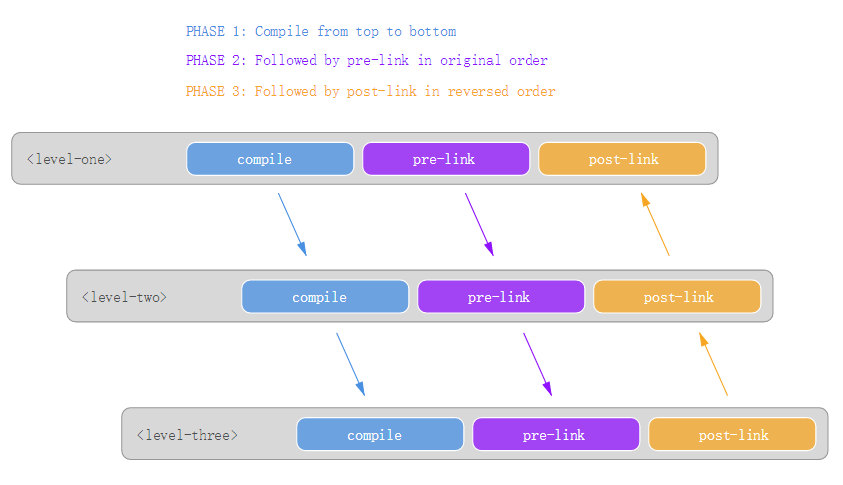 PHASE 1: Compile from top to bottom
PHASE 2: Followed by pre-link in original order
PHASE 3: Followed by post-link in reversed order
<level-one> compile pre-link post-link
<level-two> compile pre-link post-link
<level-three> compile pre-link post-link